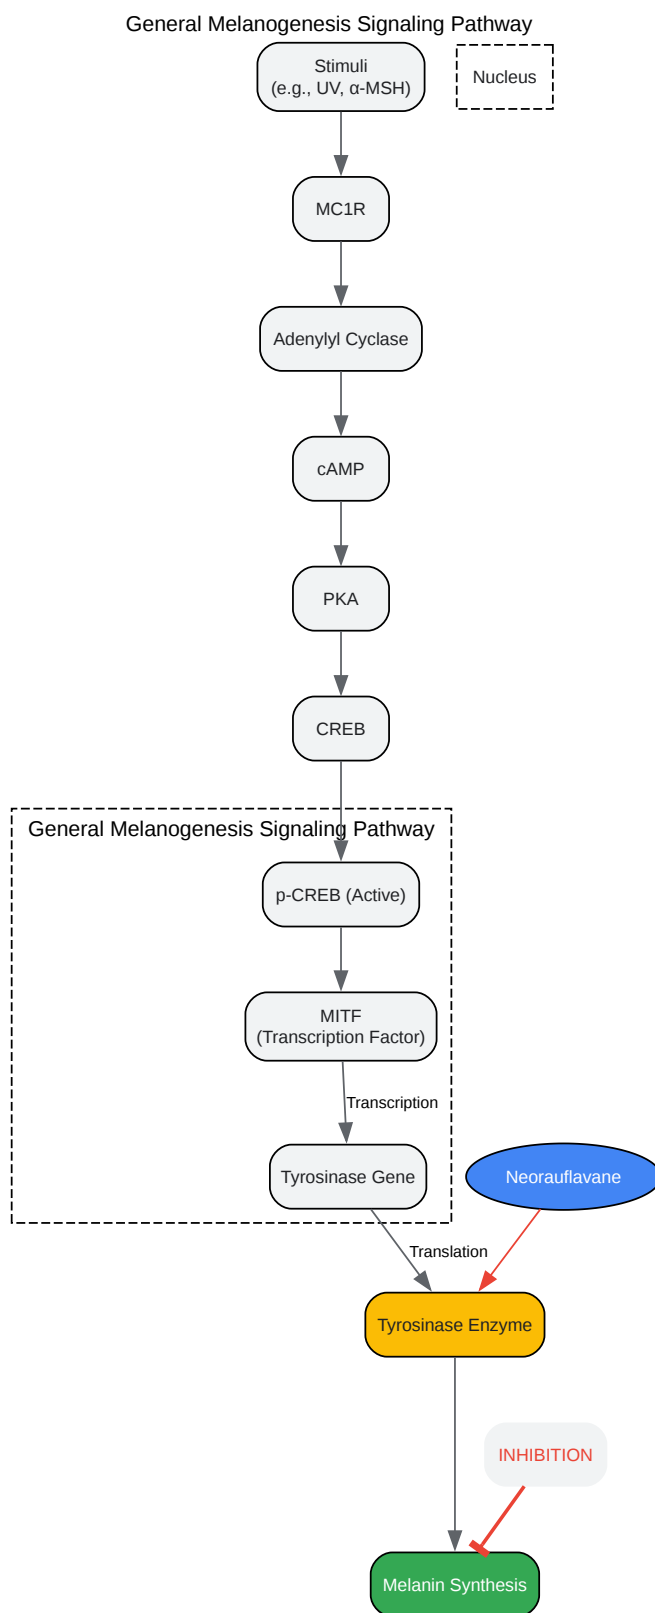 General Melanogenesis Signaling Pathway
Stimuli
(e.g., UV, α-MSH)
Nucleus
MC1R
Adenylyl Cyclase
cAMP
PKA
CREB
General Melanogenesis Signaling Pathway
p-CREB (Active)
MITF
(Transcription Factor)
Transcription
Tyrosinase Gene
Neorauflavane
Translation
Tyrosinase Enzyme
INHIBITION
Melanin Synthesis